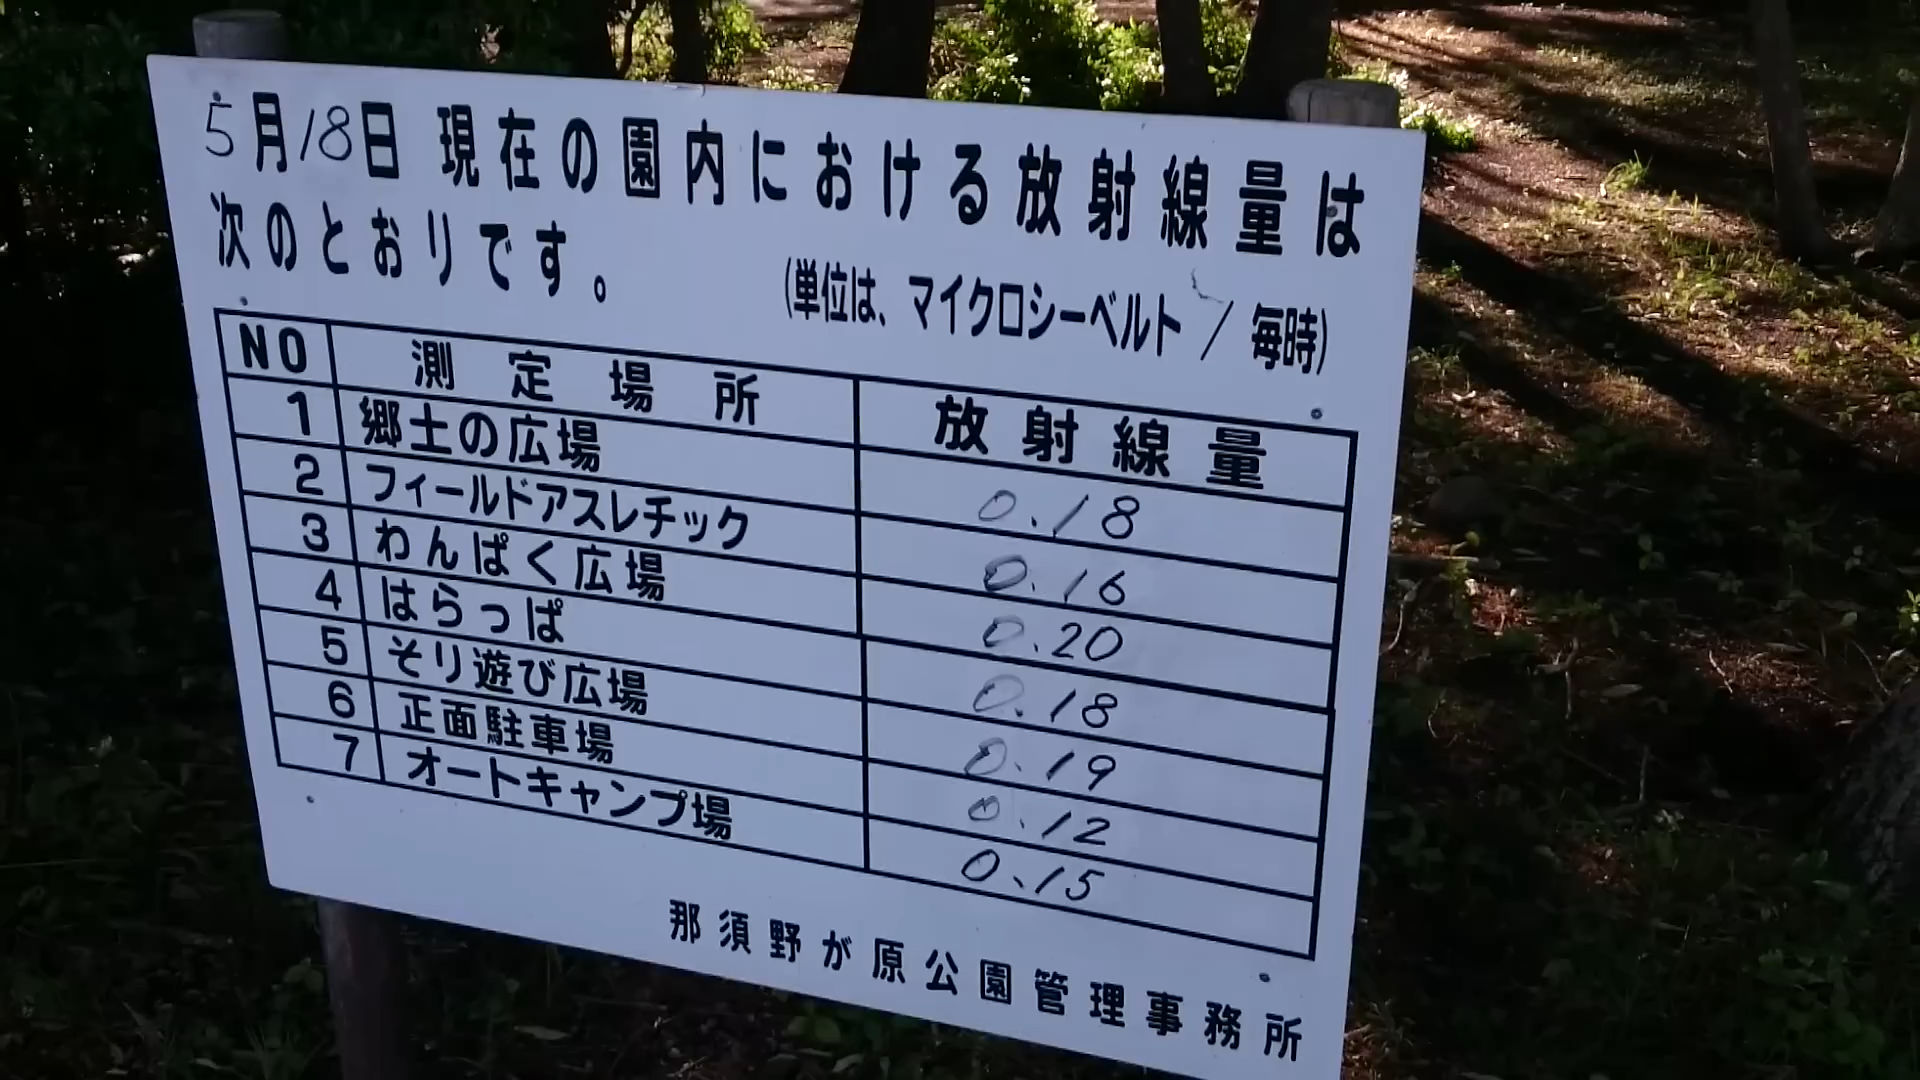 5月18日 現在の園内における放射線量は
次のとおりです。
(単位は、マイクロシーベルト / 毎時)
NO 測定場所 放射線量
1 郷土の広場 0.18
2 フィールドアスレチック 0.16
3 わんぱく広場 0.20
4 はらっぱ 0.18
5 そり遊び広場 0.19
6 正面駐車場 0.12
7 オートキャンプ場 0.15
那須野が原公園管理事務所